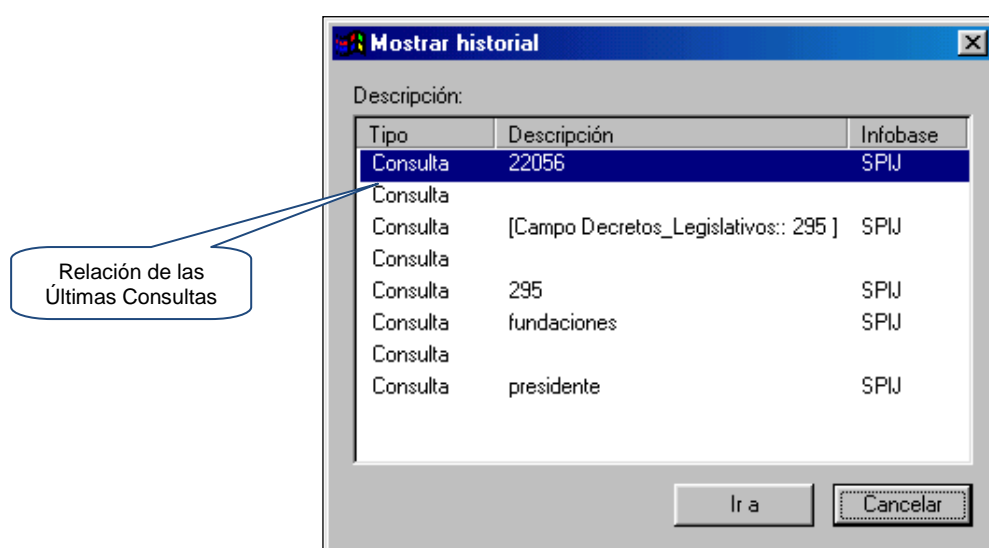 Mostrar historial
Descripción:
Tipo Descripción Infobase
Consulta 22056 SPIJ
Consulta
Consulta [Campo Decretos_Legislativos:: 295 ] SPIJ
Consulta
Consulta 295 SPIJ
Consulta fundaciones SPIJ
Consulta
Consulta presidente SPIJ
Relación de las
Últimas Consultas
Ir a Cancelar